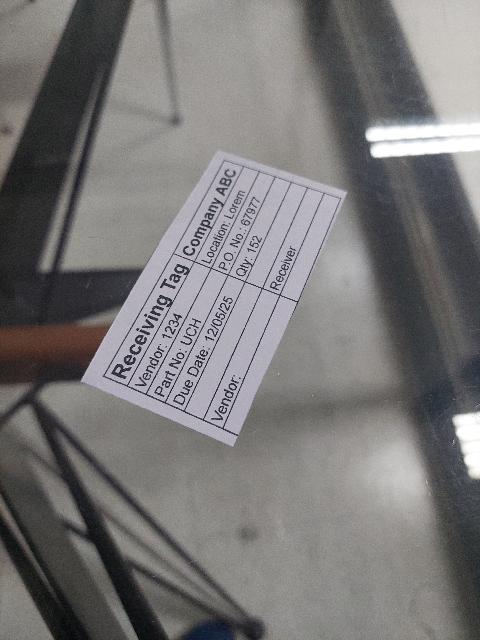 Receiving Tag Company ABC
Vendor: 1234 Location: Lorem
Part No: UCH P.O. No.: 67977
Due Date: 12/05/25 Qty: 152
Vendor: Receiver